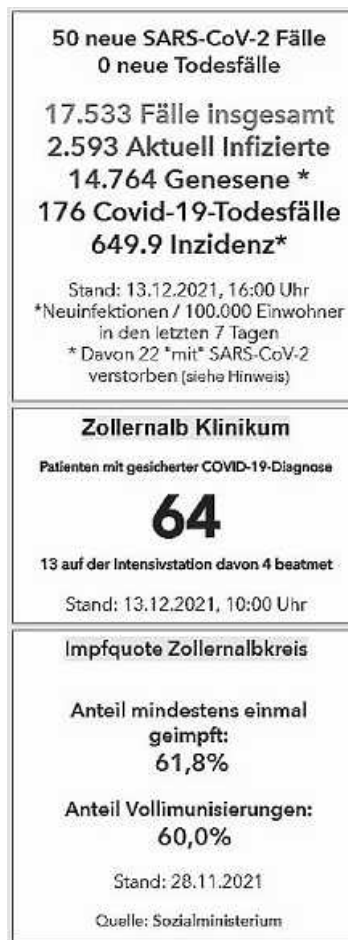 50 neue SARS-CoV-2 Fälle
0 neue Todesfälle
17.533 Fälle insgesamt
2.593 Aktuell Infizierte
14.764 Genesene *
176 Covid-19-Todesfälle
649.9 Inzidenz*
Stand: 13.12.2021, 16:00 Uhr
*Neuinfektionen / 100.000 Einwohner
in den letzten 7 Tagen
* Davon 22 "mit" SARS-CoV-2
verstorben (siehe Hinweis)
Zollernalb Klinikum
Patienten mit gesicherter COVID-19-Diagnose
64
13 auf der Intensivstation davon 4 beatmet
Stand: 13.12.2021, 10:00 Uhr
Impfquote Zollernalbkreis
Anteil mindestens einmal
geimpft:
61,8%
Anteil Vollimunisierungen:
60,0%
Stand: 28.11.2021
Quelle: Sozialministerium